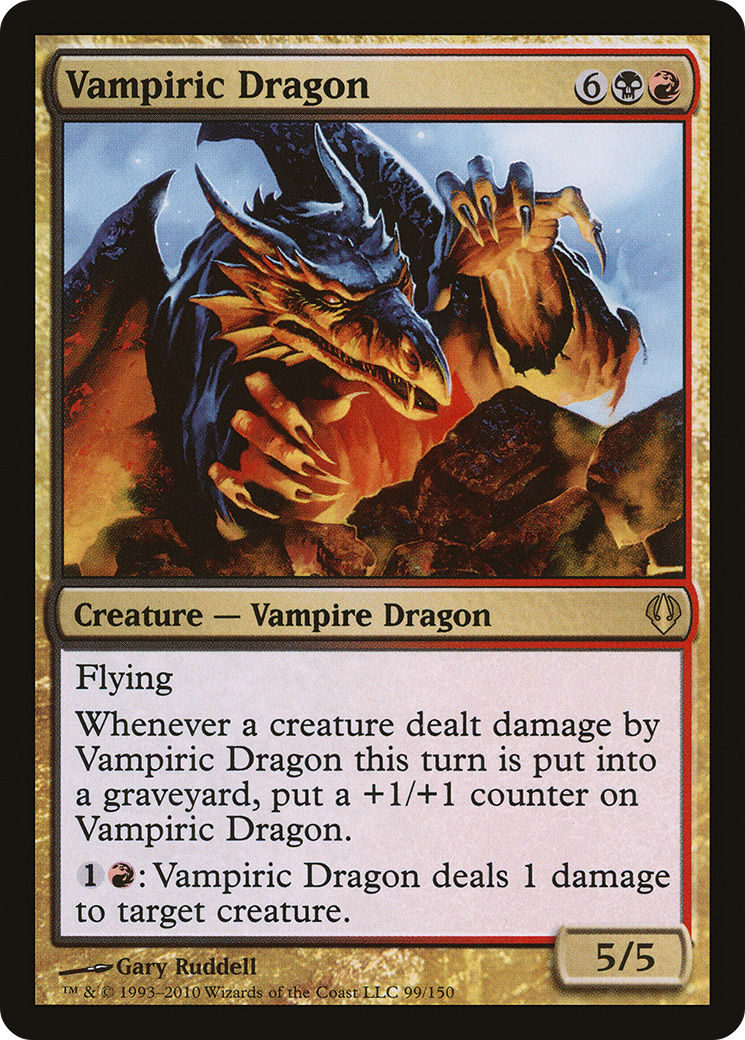 Vampiric Dragon 6
Creature — Vampire Dragon
Flying
Whenever a creature dealt damage by
Vampiric Dragon this turn is put into
a graveyard, put a +1/+1 counter on
Vampiric Dragon.
1 : Vampiric Dragon deals 1 damage
to target creature.
5/5
Gary Ruddell
™ & © 1993–2010 Wizards of the Coast LLC 99/150